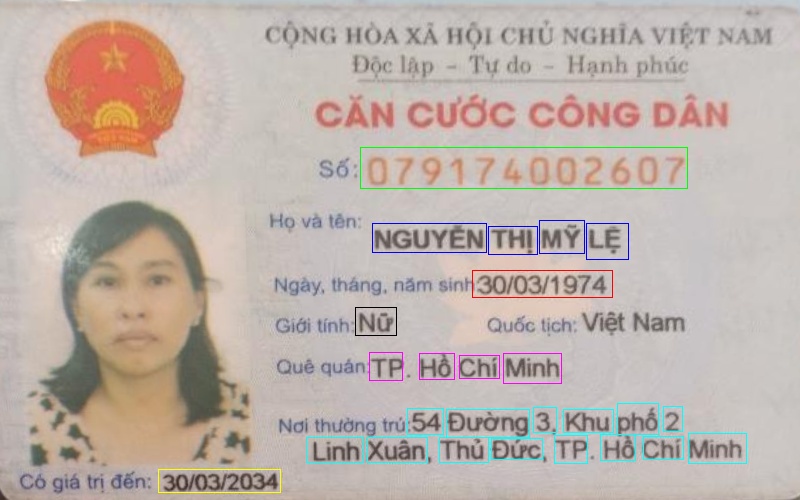 CỘNG HÒA XÃ HỘI CHỦ NGHĨA VIỆT NAM
Độc lập - Tự do - Hạnh phúc
CĂN CƯỚC CÔNG DÂN
Số: 079174002607
Họ và tên: NGUYỄN THỊ MỸ LỆ
Ngày, tháng, năm sinh: 30/03/1974
Giới tính: Nữ Quốc tịch: Việt Nam
Quê quán: TP. Hồ Chí Minh
Nơi thường trú: 54 Đường 3, Khu phố 2
Linh Xuân, Thủ Đức, TP. Hồ Chí Minh
Có giá trị đến: 30/03/2034